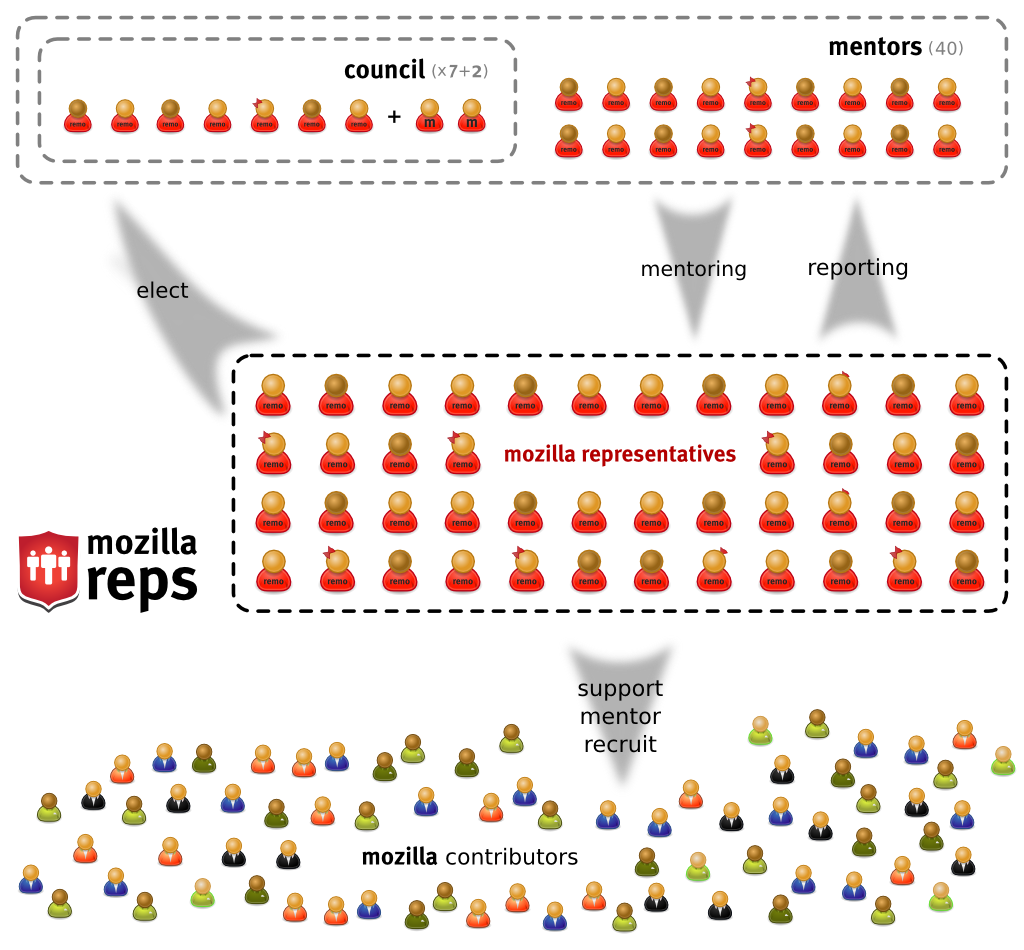 mentors (40)
council (x7+2)
remo remo remo remo remo remo remo remo remo
remo remo remo remo remo remo remo + m m
remo remo remo remo remo remo remo remo remo
mentoring
reporting
elect
remo remo remo remo remo remo remo remo remo remo remo remo
remo remo remo remo mozilla representatives remo remo remo remo
remo remo remo remo remo remo remo remo remo remo remo remo
mozilla
reps
remo remo remo remo remo remo remo remo remo remo remo remo
support
mentor
recruit
mozilla contributors